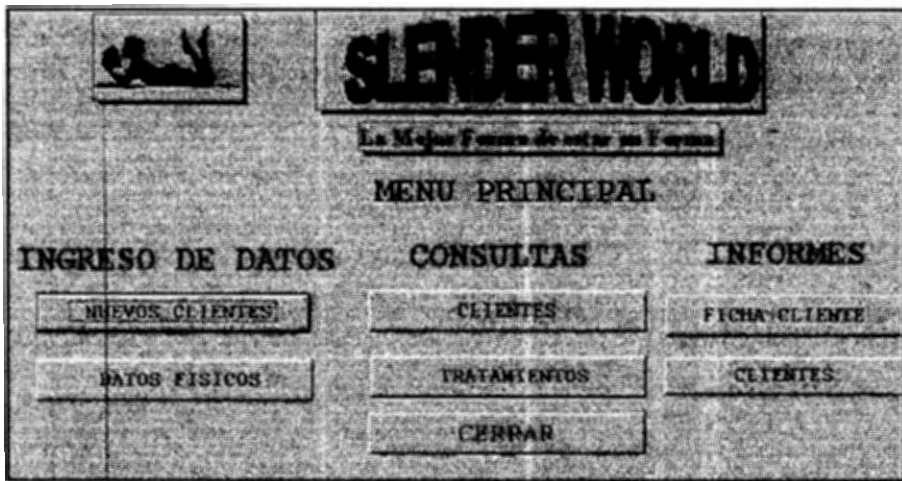 SLENDER WORLD
La Mejor Forma de estar en Forma
MENU PRINCIPAL
INGRESO DE DATOS CONSULTAS INFORMES
NUEVOS CLIENTES CLIENTES FICHA CLIENTE
DATOS FISICOS TRATAMIENTOS CLIENTES
CERRAR